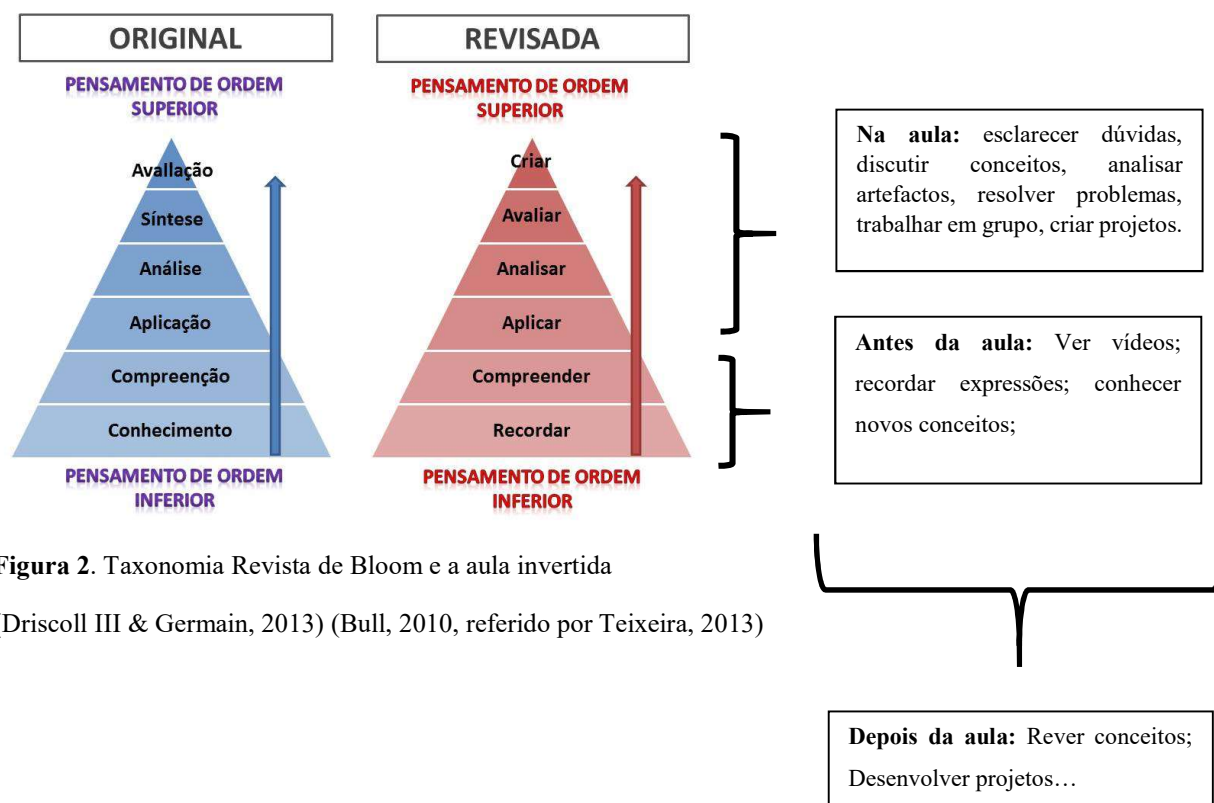 ORIGINAL
PENSAMENTO DE ORDEM
SUPERIOR
Avallação
Síntese
Análise
Aplicação
Compreenção
Conhecimento
PENSAMENTO DE ORDEM
INFERIOR
REVISADA
PENSAMENTO DE ORDEM
SUPERIOR
Criar
Avaliar
Analisar
Aplicar
Compreender
Recordar
PENSAMENTO DE ORDEM
INFERIOR
Na aula: esclarecer dúvidas,
discutir conceitos, analisar
artefactos, resolver problemas,
trabalhar em grupo, criar projetos.
Antes da aula: Ver vídeos;
recordar expressões; conhecer
novos conceitos;
Figura 2. Taxonomia Revista de Bloom e a aula invertida
(Driscoll III & Germain, 2013) (Bull, 2010, referido por Teixeira, 2013)
Depois da aula: Rever conceitos;
Desenvolver projetos…